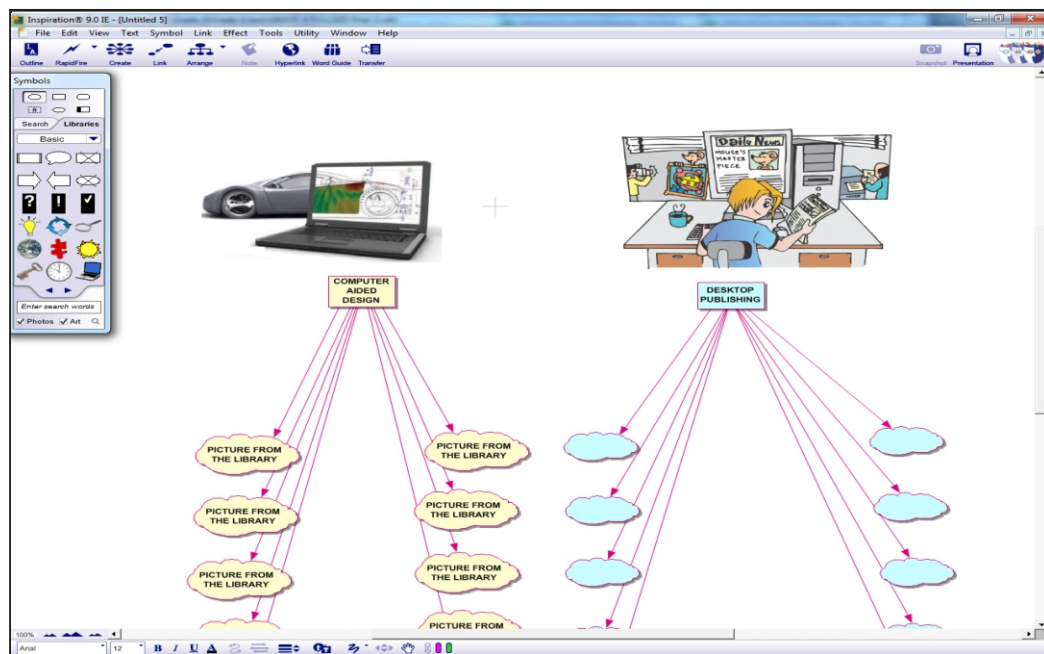 Inspiration® 9.0 IE - [Untitled 5]
File Edit View Text Symbol Link Effect Tools Utility Window Help
Outline RapidFire Create Link Arrange Note Hyperlink Word Guide Transfer Snapshot Presentation
Symbols
Search Libraries
Basic
Enter search words
Photos Art
Daily News
MOUSE'S
MASTER
PIECE
COMPUTER
AIDED
DESIGN
DESKTOP
PUBLISHING
PICTURE FROM
THE LIBRARY
PICTURE FROM
THE LIBRARY
PICTURE FROM
THE LIBRARY
PICTURE FROM
THE LIBRARY
PICTURE FROM
THE LIBRARY
PICTURE FROM
THE LIBRARY
PICTURE FROM
100%
Arial 12 B I U A